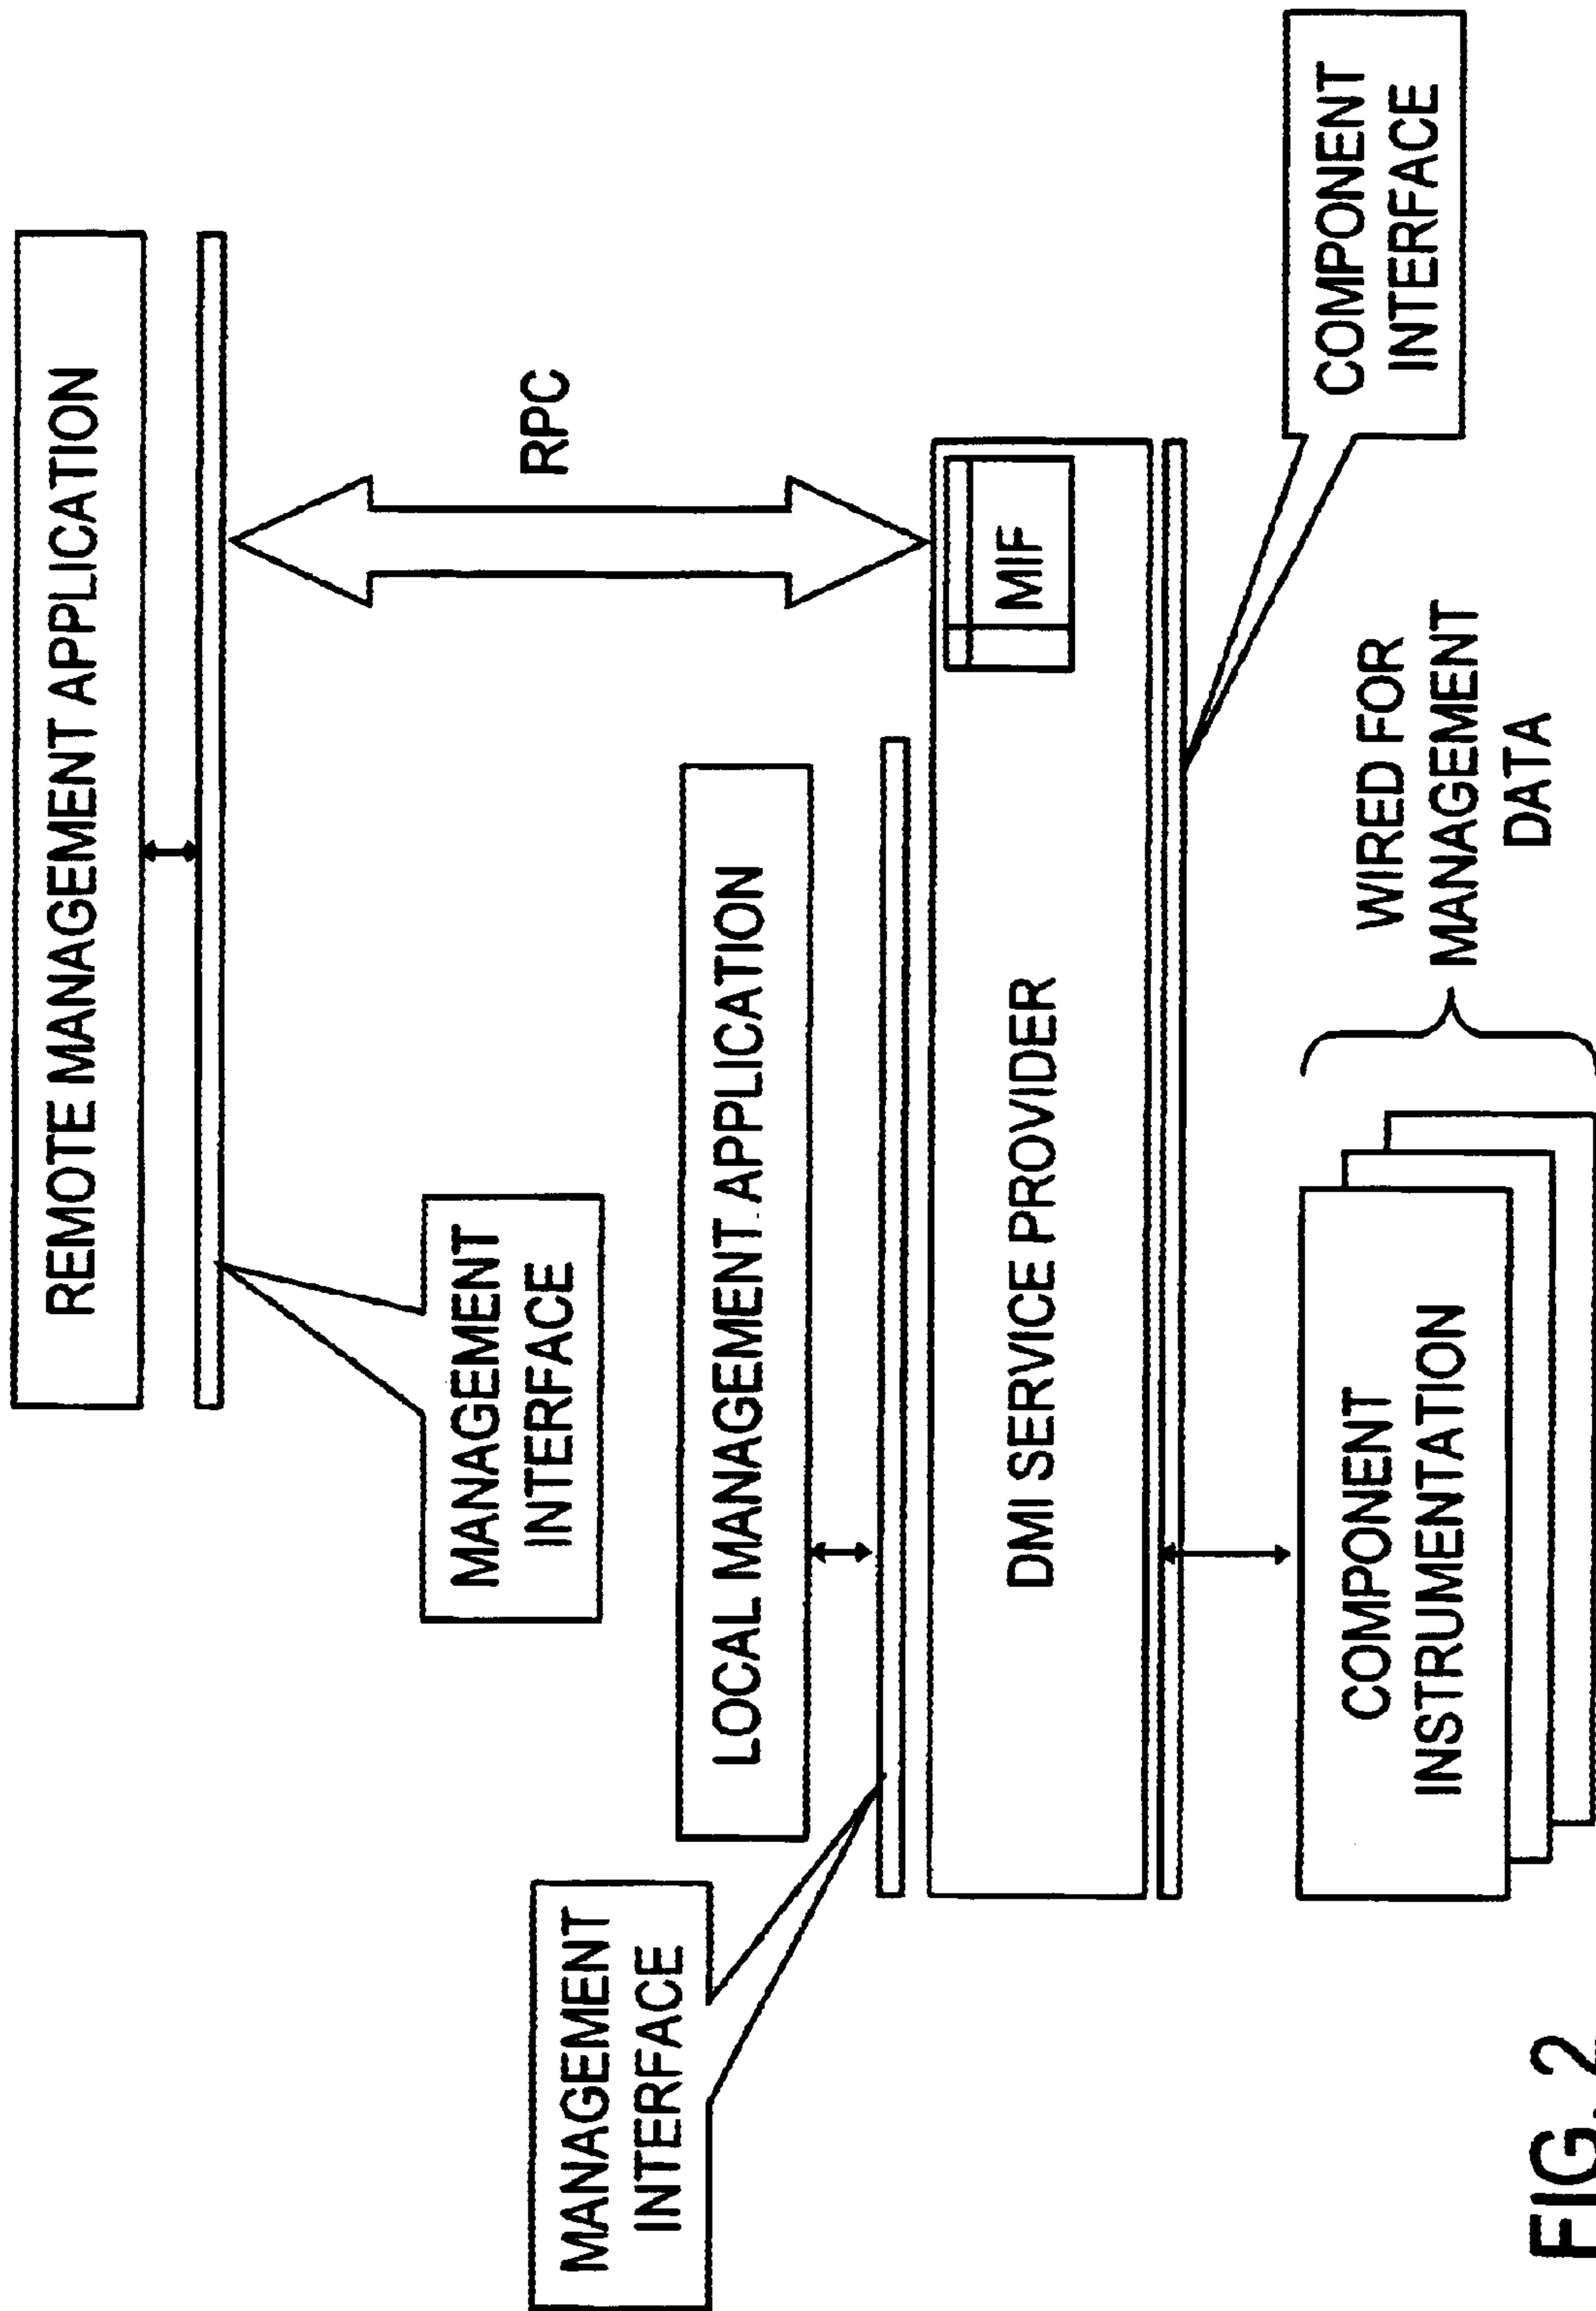 REMOTE MANAGEMENT APPLICATION
MANAGEMENT
INTERFACE
RPC
LOCAL MANAGEMENT APPLICATION
MANAGEMENT
INTERFACE
DMI SERVICE PROVIDER
MIF
COMPONENT
INTERFACE
COMPONENT
INSTRUMENTATION
WIRED FOR
MANAGEMENT
DATA
FIG. 2